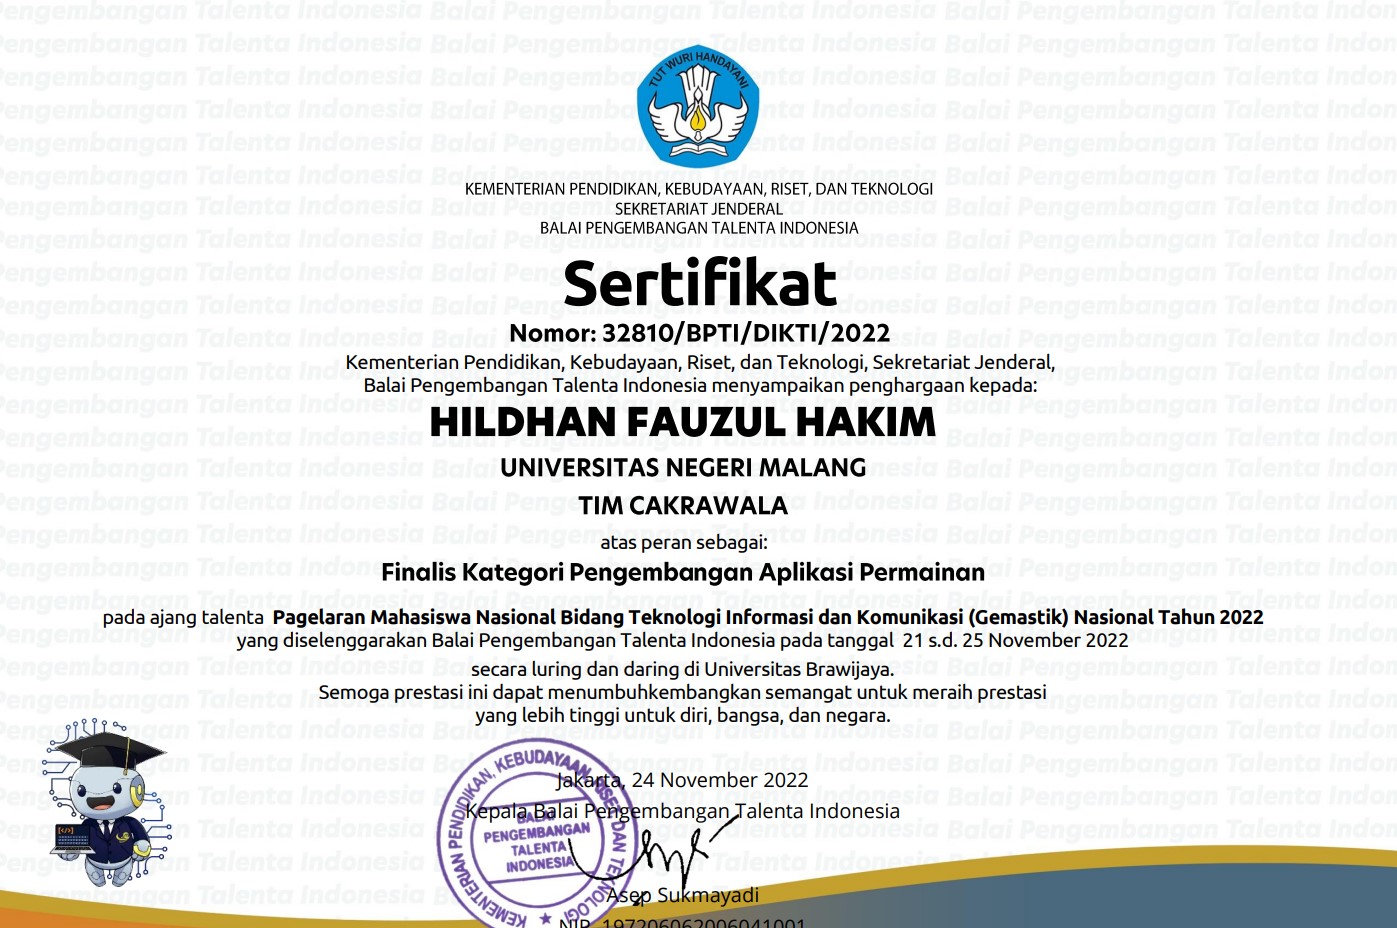 TUT WURI HANDAYANI
KEMENTERIAN PENDIDIKAN, KEBUDAYAAN, RISET, DAN TEKNOLOGI
SEKRETARIAT JENDERAL
BALAI PENGEMBANGAN TALENTA INDONESIA
Sertifikat
Nomor: 32810/BPTI/DIKTI/2022
Kementerian Pendidikan, Kebudayaan, Riset, dan Teknologi, Sekretariat Jenderal,
Balai Pengembangan Talenta Indonesia menyampaikan penghargaan kepada:
HILDHAN FAUZUL HAKIM
UNIVERSITAS NEGERI MALANG
TIM CAKRAWALA
atas peran sebagai:
Finalis Kategori Pengembangan Aplikasi Permainan
pada ajang talenta Pagelaran Mahasiswa Nasional Bidang Teknologi Informasi dan Komunikasi (Gemastik) Nasional Tahun 2022
yang diselenggarakan Balai Pengembangan Talenta Indonesia pada tanggal 21 s.d. 25 November 2022
secara luring dan daring di Universitas Brawijaya.
Semoga prestasi ini dapat menumbuhkembangkan semangat untuk meraih prestasi
yang lebih tinggi untuk diri, bangsa, dan negara.
Jakarta, 24 November 2022
Kepala Balai Pengembangan Talenta Indonesia
KEMENTERIAN PENDIDIKAN, KEBUDAYAAN, RISET, DAN TEKNOLOGI
BALAI
PENGEMBANGAN
TALENTA
INDONESIA
Asep Sukmayadi
NIP. 197206062006041001